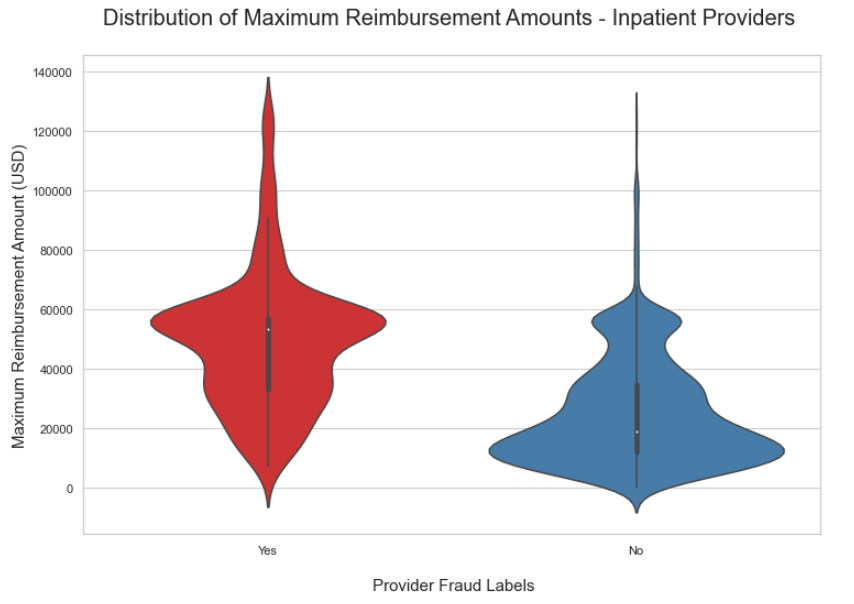 Distribution of Maximum Reimbursement Amounts - Inpatient Providers
Maximum Reimbursement Amount (USD)
140000
120000
100000
80000
60000
40000
20000
0
Yes
No
Provider Fraud Labels